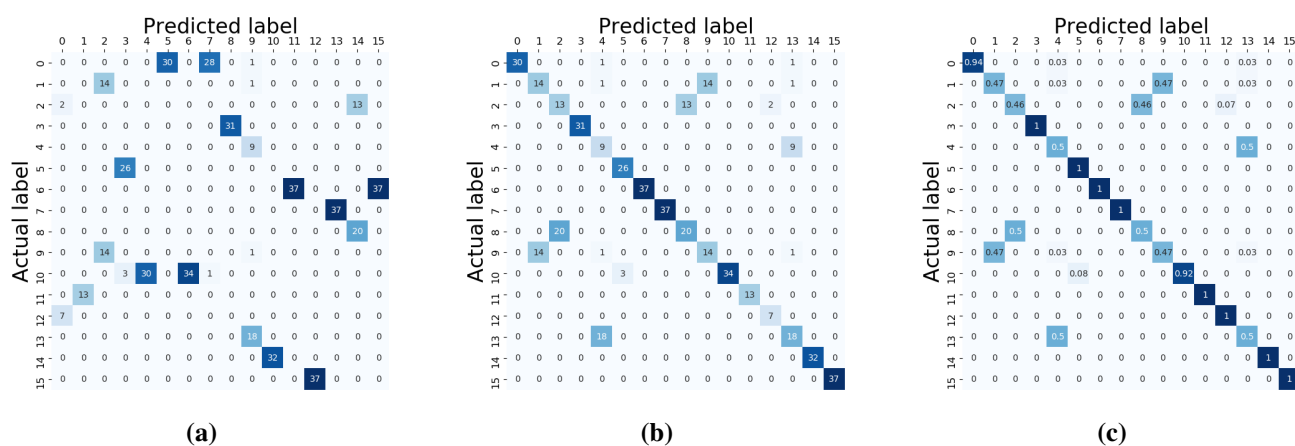 Predicted label
0 1 2 3 4 5 6 7 8 9 10 11 12 13 14 15
Actual label
0 0 0 0 0 0 30 0 28 0 1 0 0 0 0 0 0
1 0 0 14 0 0 0 0 0 0 1 0 0 0 0 0 0
2 2 0 0 0 0 0 0 0 0 0 0 0 0 0 13 0
3 0 0 0 0 0 0 0 0 31 0 0 0 0 0 0 0
4 0 0 0 0 0 0 0 0 0 9 0 0 0 0 0 0
5 0 0 0 26 0 0 0 0 0 0 0 0 0 0 0 0
6 0 0 0 0 0 0 0 0 0 0 0 37 0 0 0 37
7 0 0 0 0 0 0 0 0 0 0 0 0 0 37 0 0
8 0 0 0 0 0 0 0 0 0 0 0 0 0 0 20 0
9 0 0 14 0 0 0 0 0 0 1 0 0 0 0 0 0
10 0 0 0 3 30 0 34 1 0 0 0 0 0 0 0 0
11 0 13 0 0 0 0 0 0 0 0 0 0 0 0 0 0
12 7 0 0 0 0 0 0 0 0 0 0 0 0 0 0 0
13 0 0 0 0 0 0 0 0 0 18 0 0 0 0 0 0
14 0 0 0 0 0 0 0 0 0 0 32 0 0 0 0 0
15 0 0 0 0 0 0 0 0 0 0 0 0 37 0 0 0
(a)
Predicted label
0 1 2 3 4 5 6 7 8 9 10 11 12 13 14 15
Actual label
0 30 0 0 0 1 0 0 0 0 0 0 0 0 1 0 0
1 0 14 0 0 1 0 0 0 0 14 0 0 0 1 0 0
2 0 0 13 0 0 0 0 0 13 0 0 0 2 0 0 0
3 0 0 0 31 0 0 0 0 0 0 0 0 0 0 0 0
4 0 0 0 0 9 0 0 0 0 0 0 0 0 9 0 0
5 0 0 0 0 0 26 0 0 0 0 0 0 0 0 0 0
6 0 0 0 0 0 0 37 0 0 0 0 0 0 0 0 0
7 0 0 0 0 0 0 0 37 0 0 0 0 0 0 0 0
8 0 0 20 0 0 0 0 0 20 0 0 0 0 0 0 0
9 0 14 0 0 1 0 0 0 0 14 0 0 0 1 0 0
10 0 0 0 0 0 3 0 0 0 0 34 0 0 0 0 0
11 0 0 0 0 0 0 0 0 0 0 0 13 0 0 0 0
12 0 0 0 0 0 0 0 0 0 0 0 0 7 0 0 0
13 0 0 0 0 18 0 0 0 0 0 0 0 0 18 0 0
14 0 0 0 0 0 0 0 0 0 0 0 0 0 0 32 0
15 0 0 0 0 0 0 0 0 0 0 0 0 0 0 0 37
(b)
Predicted label
0 1 2 3 4 5 6 7 8 9 10 11 12 13 14 15
Actual label
0 0.94 0 0 0 0.03 0 0 0 0 0 0 0 0 0.03 0 0
1 0 0.47 0 0 0.03 0 0 0 0 0.47 0 0 0 0.03 0 0
2 0 0 0.46 0 0 0 0 0 0.46 0 0 0 0.07 0 0 0
3 0 0 0 1 0 0 0 0 0 0 0 0 0 0 0 0
4 0 0 0 0 0.5 0 0 0 0 0 0 0 0 0.5 0 0
5 0 0 0 0 0 1 0 0 0 0 0 0 0 0 0 0
6 0 0 0 0 0 0 1 0 0 0 0 0 0 0 0 0
7 0 0 0 0 0 0 0 1 0 0 0 0 0 0 0 0
8 0 0 0.5 0 0 0 0 0 0.5 0 0 0 0 0 0 0
9 0 0.47 0 0 0.03 0 0 0 0 0.47 0 0 0 0.03 0 0
10 0 0 0 0 0 0.08 0 0 0 0 0.92 0 0 0 0 0
11 0 0 0 0 0 0 0 0 0 0 0 1 0 0 0 0
12 0 0 0 0 0 0 0 0 0 0 0 0 1 0 0 0
13 0 0 0 0 0.5 0 0 0 0 0 0 0 0 0.5 0 0
14 0 0 0 0 0 0 0 0 0 0 0 0 0 0 1 0
15 0 0 0 0 0 0 0 0 0 0 0 0 0 0 0 1
(c)